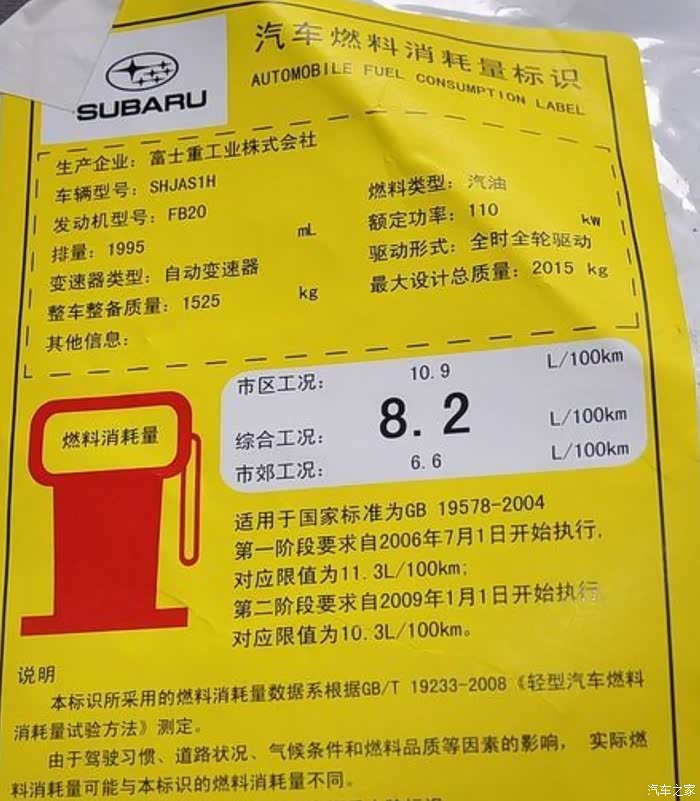 SUBARU
汽车燃料消耗量标识
AUTOMOBILE FUEL CONSUMPTION LABEL
生产企业：富士重工业株式会社
车辆型号：SHJAS1H
燃料类型：汽油
发动机型号：FB20
额定功率：110 kW
排量：1995 mL
驱动形式：全时全轮驱动
变速器类型：自动变速器
最大设计总质量：2015 kg
整车整备质量：1525 kg
其他信息：
市区工况： 10.9 L/100km
综合工况： 8.2 L/100km
市郊工况： 6.6 L/100km
燃料消耗量
适用于国家标准为GB 19578-2004
第一阶段要求自2006年7月1日开始执行，
对应限值为11.3L/100km；
第二阶段要求自2009年1月1日开始执行，
对应限值为10.3L/100km。
说明
本标识所采用的燃料消耗量数据系根据GB/T 19233-2008《轻型汽车燃料
消耗量试验方法》测定。
由于驾驶习惯、道路状况、气候条件和燃料品质等因素的影响， 实际燃
料消耗量可能与本标识的燃料消耗量不同。
汽车之家